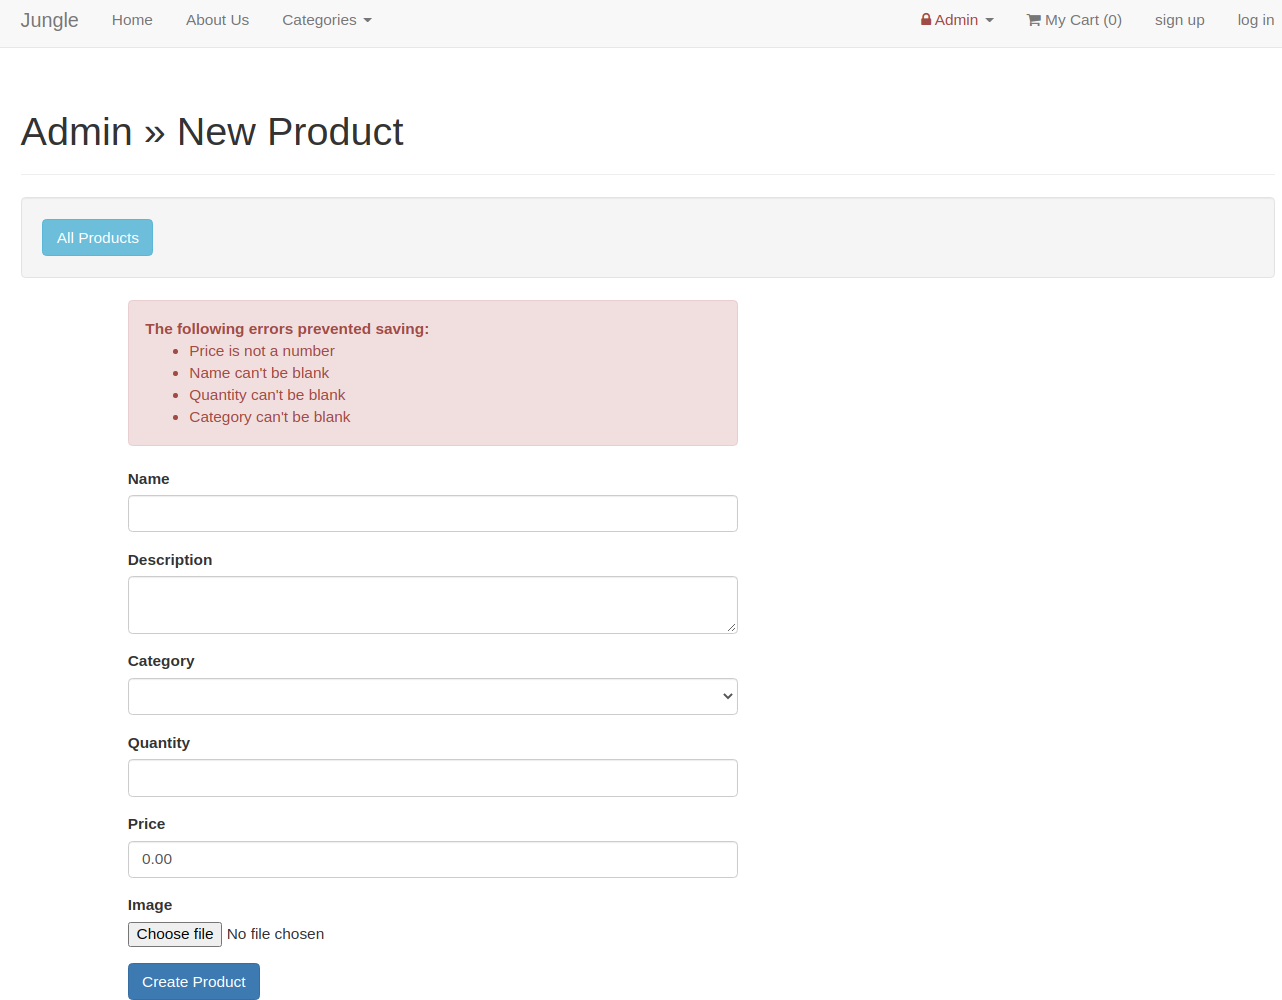 Jungle Home About Us Categories Admin My Cart (0) sign up log in
Admin » New Product
All Products
The following errors prevented saving:
Price is not a number
Name can't be blank
Quantity can't be blank
Category can't be blank
Name
Description
Category
Quantity
Price
0.00
Image
Choose file No file chosen
Create Product